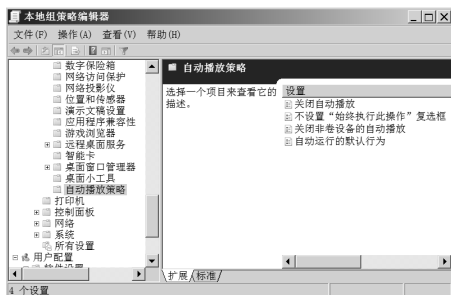 本地组策略编辑器
文件(F) 操作(A) 查看(V) 帮助(H)
数字保险箱
网络访问保护
网络投影仪
位置和传感器
演示文稿设置
应用程序兼容性
游戏浏览器
远程桌面服务
智能卡
桌面窗口管理器
桌面小工具
自动播放策略
打印机
控制面板
网络
系统
所有设置
用户配置
软件设置
自动播放策略
选择一个项目来查看它的
描述。
设置
关闭自动播放
不设置“始终执行此操作”复选框
关闭非卷设备的自动播放
自动运行的默认行为
扩展 标准
4 个设置